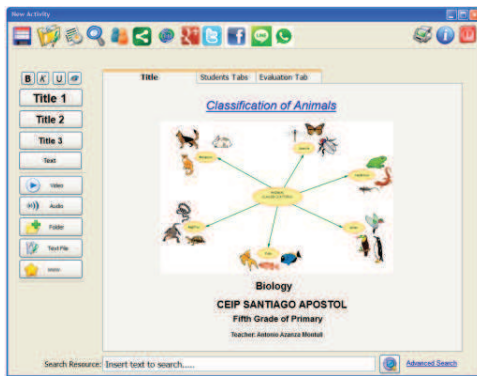 New Activity
B K U
Title 1
Title 2
Title 3
Text
Video
Audio
Folder
Text File
Title
Students Tabs
Evaluation Tab
Classification of Animals
Biology
CEIP SANTIAGO APOSTOL
Fifth Grade of Primary
Teacher: Antonio Azanza Montull
Search Resource:
Insert text to search.....
Advanced Search